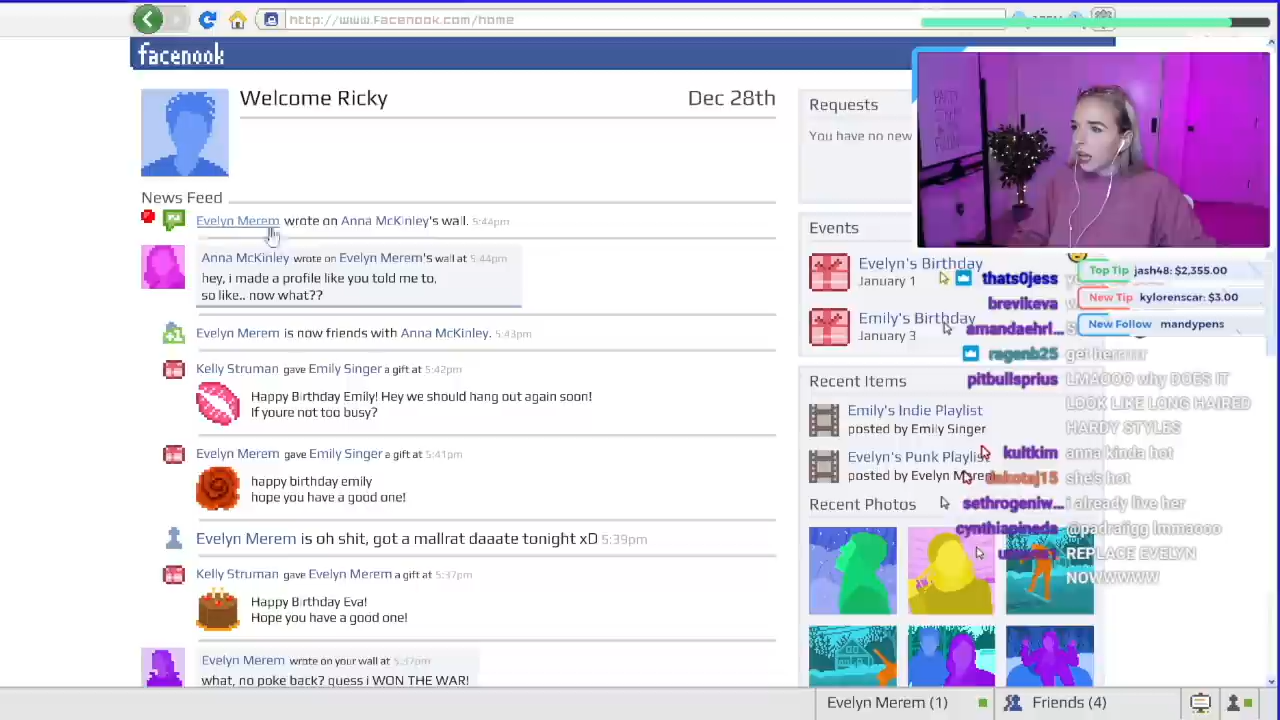 http://www.facenook.com/home
facenook
Welcome Ricky
Dec 28th
News Feed
Evelyn Merem wrote on Anna McKinley's wall. 5:44pm
Anna McKinley wrote on Evelyn Merem's wall at 5:44pm
hey, i made profile like you told me to,
so like.. now what??
Evelyn Merem is now friends with Anna McKinley. 5:43pm
Kelly Struman gave Emily Singer a gift at 5:42pm
Happy Birthday Emily! Hey we should hang out again soon!
If youre not too busy?
Evelyn Merem gave Emily Singer a gift at 5:41pm
happy birthday emily
hope you have a good one!
Evelyn Merem is oh shit, got a mallrat daaate tonight xD 5:39pm
Kelly Struman gave Evelyn Merem a gift at 5:37pm
Happy Birthday Eva!
Hope you have a good one!
Evelyn Merem wrote on your wall at 5:37pm
what, no poke back? guess i WON THE WAR!
Requests
You have no new
Events
Evelyn's Birthday
January 1
Emily's Birthday
January 3
Recent Items
Emily's Indie Playlist
posted by Emily Singer
Evelyn's Punk Playlist
posted by Evelyn Merem
Recent Photos
Top Tip jash48: $2,355.00
New Tip kylorenscar: $3.00
New Follow mandypens
thats0jess
brevikeva
amandaehrl...
ragenb25 get herrrrr
pitbullsprius LMAOOO why DOES IT
LOOK LIKE LONG HAIRED
HARDY STYLES
kultkim anna kinda hot
she's hot
sethrogeniw... i already live her
cynthiapineda @padraiigg lmmaooo
REPLACE EVELYN
NOWWWWW
Evelyn Merem (1)
Friends (4)